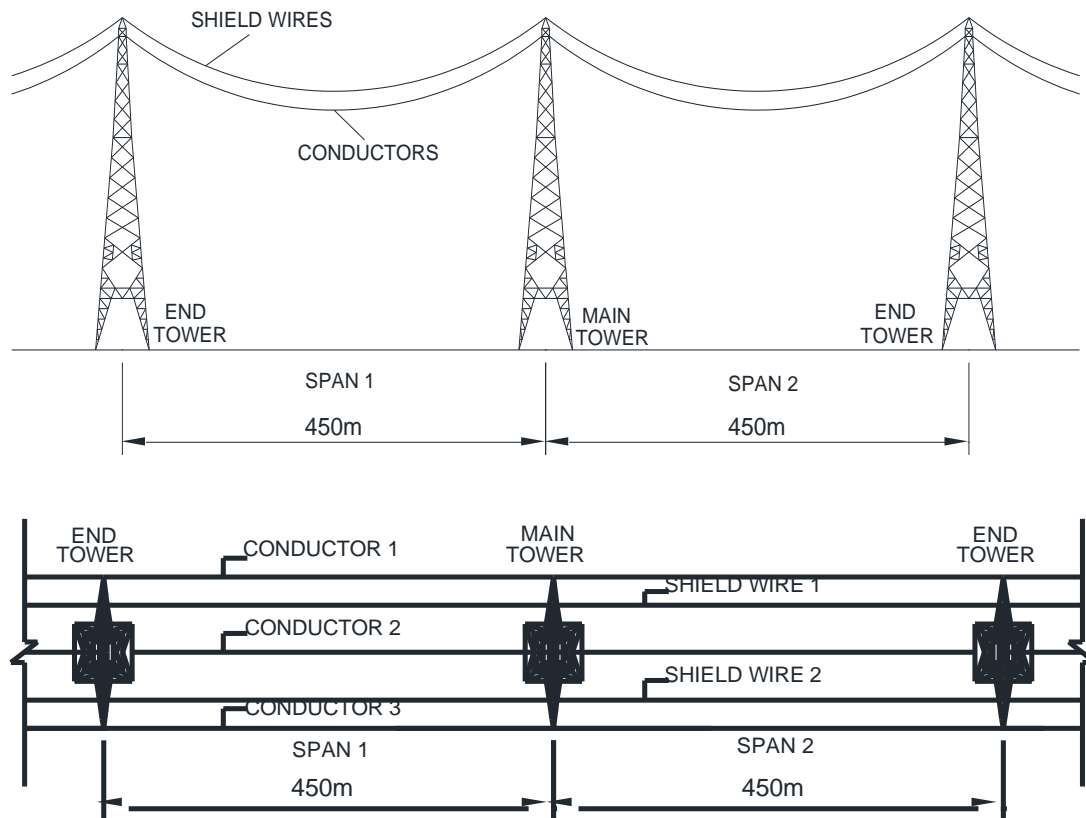 SHIELD WIRES
CONDUCTORS
END
TOWER
MAIN
TOWER
END
TOWER
SPAN 1
SPAN 2
450m
450m
END
TOWER
CONDUCTOR 1
MAIN
TOWER
END
TOWER
SHIELD WIRE 1
CONDUCTOR 2
SHIELD WIRE 2
CONDUCTOR 3
SPAN 1
SPAN 2
450m
450m